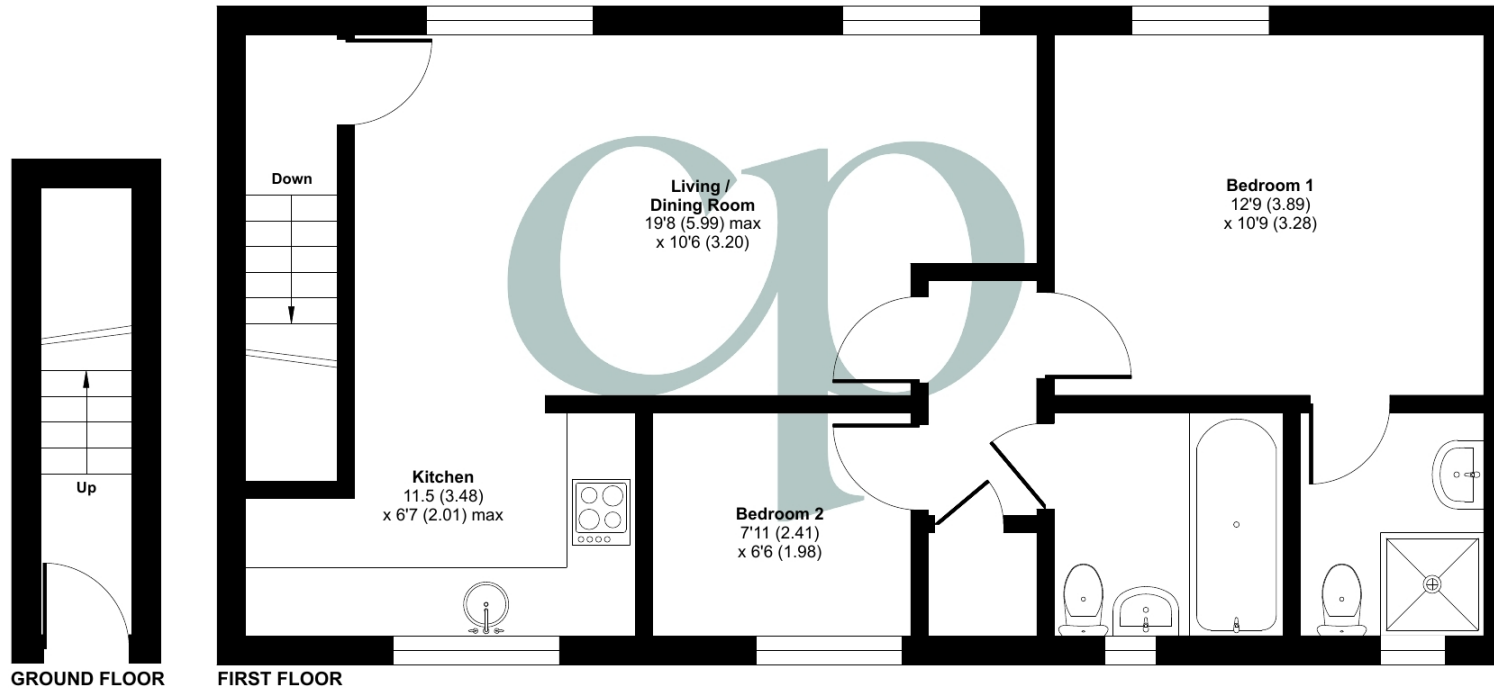 Down
Living /
Dining Room
19'8 (5.99) max
x 10'6 (3.20)
Bedroom 1
12'9 (3.89)
x 10'9 (3.28)
Up
Kitchen
11.5 (3.48)
x 6'7 (2.01) max
Bedroom 2
7'11 (2.41)
x 6'6 (1.98)
cp
GROUND FLOOR
FIRST FLOOR